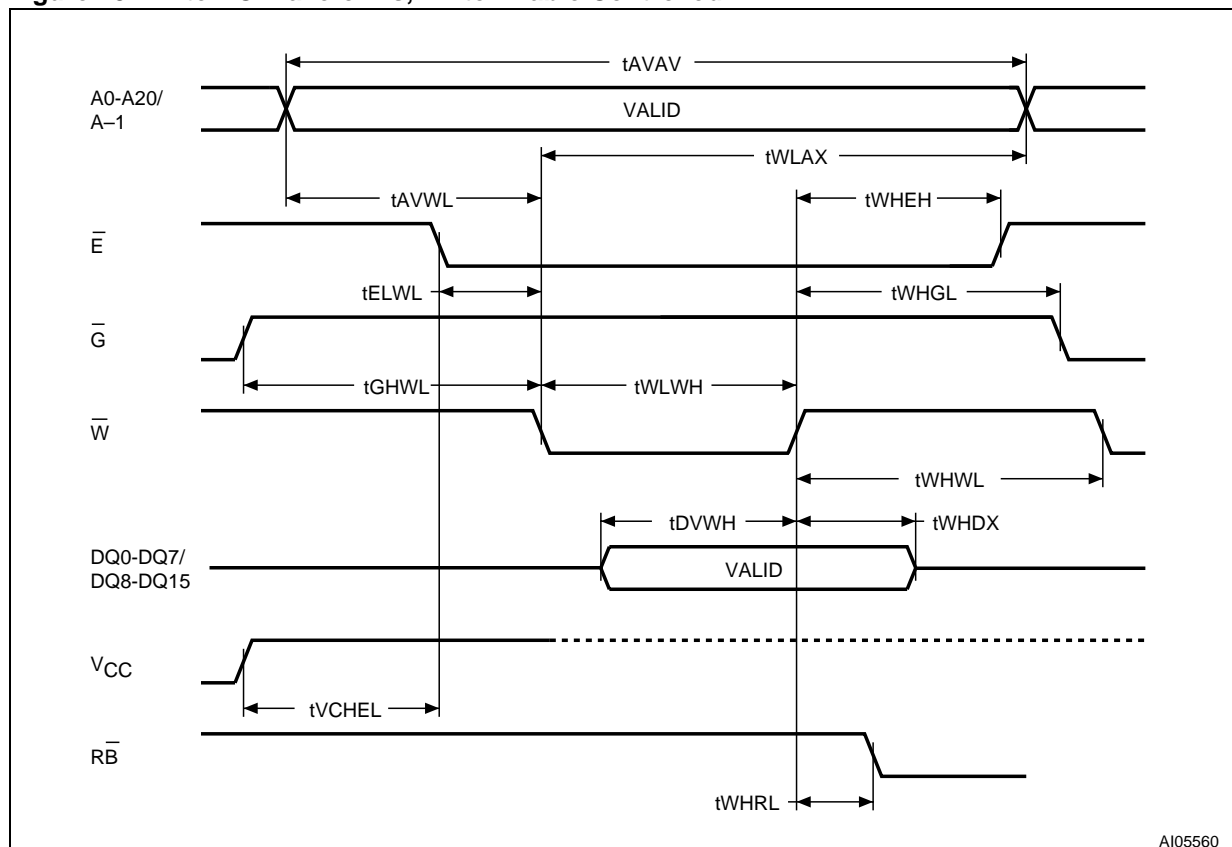 tAVAV
A0-A20/
A–1
VALID
tWLAX
tAVWL
tWHEH
E
tELWL
tWHGL
G
tGHWL
tWLWH
W
tWHWL
tDVWH
tWHDX
DQ0-DQ7/
DQ8-DQ15
VALID
VCC
tVCHEL
RB
tWHRL
AI05560